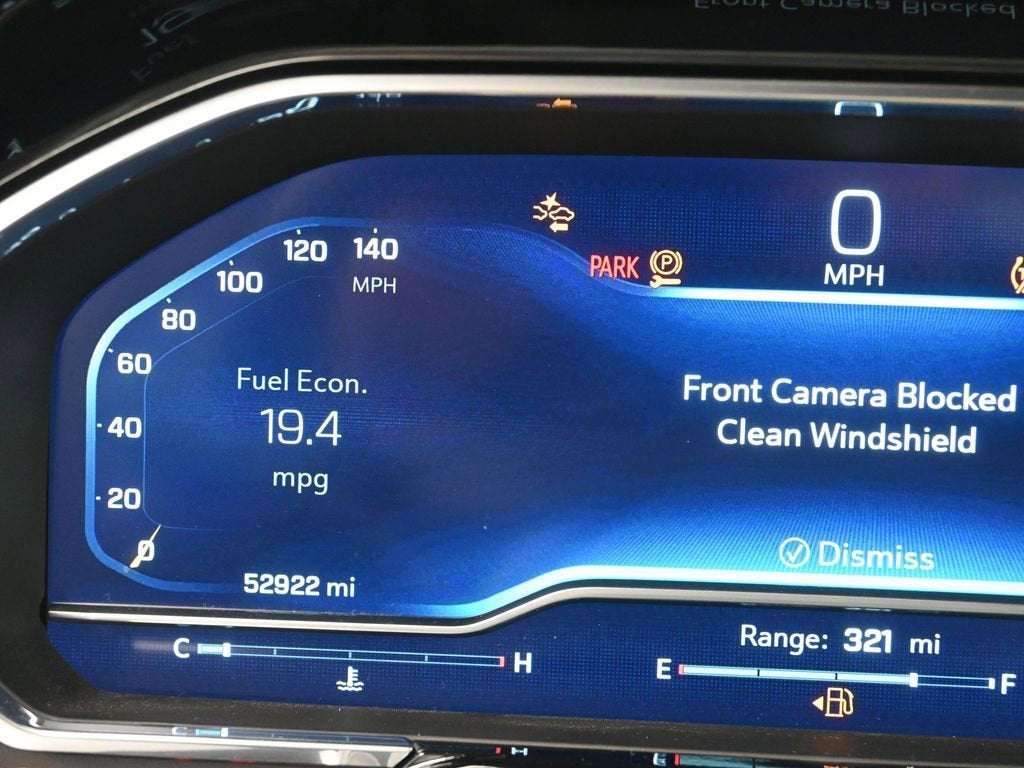 0
MPH
PARK
P
140
MPH
120
100
80
60
40
20
0
Fuel Econ.
19.4
mpg
52922 mi
Front Camera Blocked
Clean Windshield
Dismiss
Range: 321 mi
C H
E F